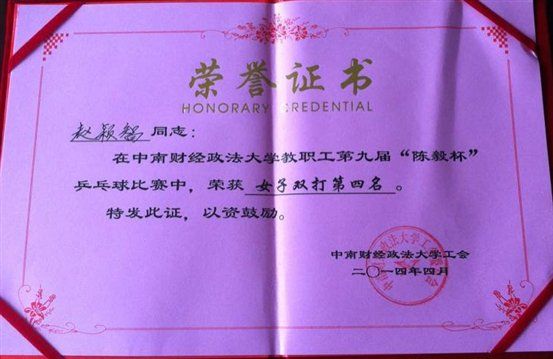 荣誉证书
HONORARY CREDENTIAL
赵颖 同志：
在中南财经政法大学教职工第九届“陈毅杯”
乒乓球比赛中，荣获 女子双打第四名 。
特发此证，以资鼓励。
中南财经政法大学工会
二〇一四年四月